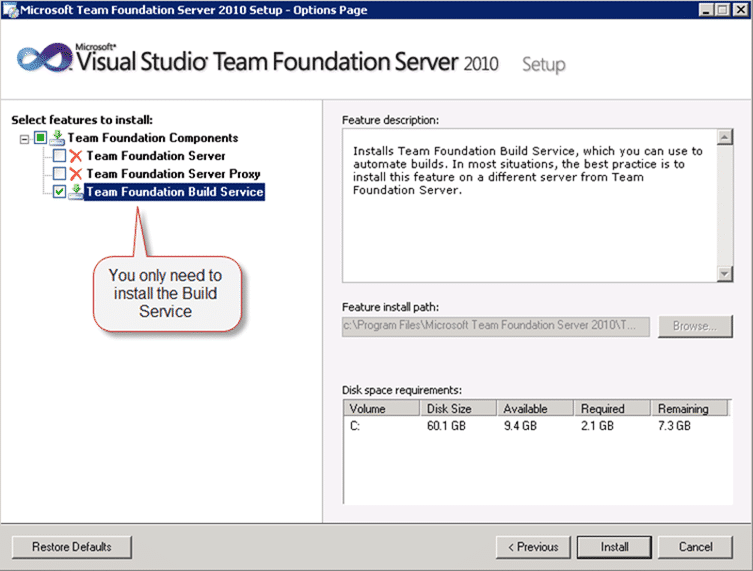 Microsoft Team Foundation Server 2010 Setup - Options Page
Microsoft®
Visual Studio® Team Foundation Server 2010 Setup
Select features to install:
Team Foundation Components
Team Foundation Server
Team Foundation Server Proxy
Team Foundation Build Service
You only need to
install the Build
Service
Feature description:
Installs Team Foundation Build Service, which you can use to
automate builds. In most situations, the best practice is to
install this feature on a different server from Team
Foundation Server.
Feature install path:
c:\Program Files\Microsoft Team Foundation Server 2010\T...
Browse...
Disk space requirements:
Volume Disk Size Available Required Remaining
C: 60.1 GB 9.4 GB 2.1 GB 7.3 GB
Restore Defaults
< Previous
Install
Cancel